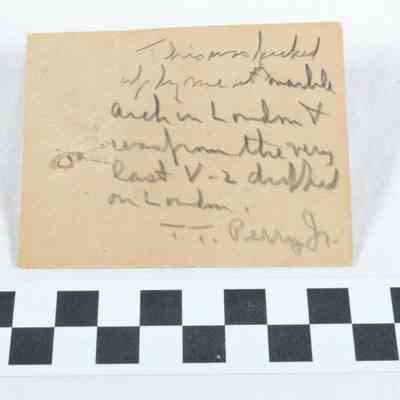 This was picked
up by me at marble
arch in London &
was from the very
last V-2 dropped
on London.
T.T. Perry Jr.